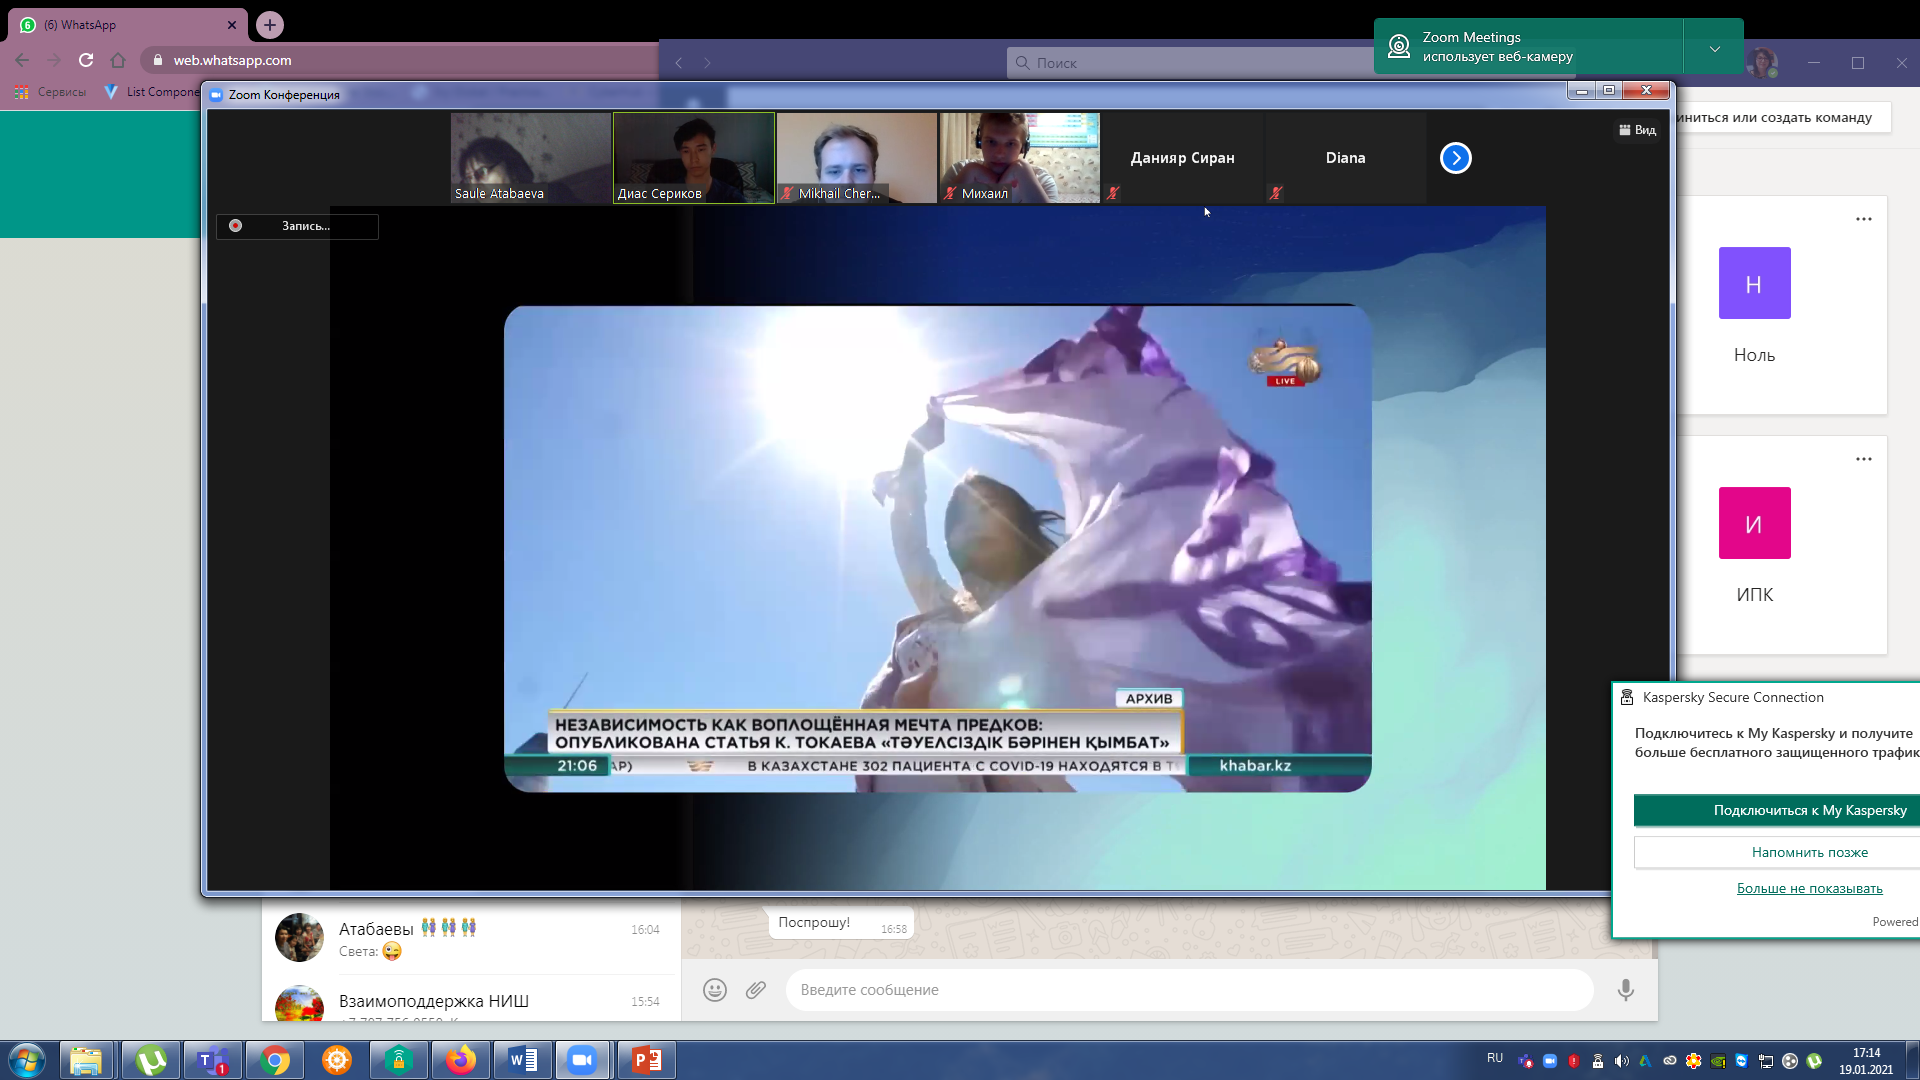 (6) WhatsApp
web.whatsapp.com
Сервисы
List Compone
Поиск
Zoom Meetings
использует веб-камеру
Zoom Конференция
иниться или создать команду
Вид
Saule Atabaeva
Диас Сериков
Mikhail Cher...
Михаил
Данияр Сиран
Diana
Запись...
LIVE
АРХИВ
НЕЗАВИСИМОСТЬ КАК ВОПЛОЩЁННАЯ МЕЧТА ПРЕДКОВ:
ОПУБЛИКОВАНА СТАТЬЯ К. ТОКАЕВА «ТӘУЕЛСІЗДІК БӘРІНЕН ҚЫМБАТ»
21:06 АР) В КАЗАХСТАНЕ 302 ПАЦИЕНТА С COVID-19 НАХОДЯТСЯ В Т khabar.kz
Н
Ноль
И
ИПК
Kaspersky Secure Connection
Подключитесь к My Kaspersky и получите
больше бесплатного защищенного трафик
Подключиться к My Kaspersky
Напомнить позже
Больше не показывать
Powered
Атабаевы 16:04
Света:
Взаимоподдержка НИШ 15:54
Поспрошу! 16:58
Введите сообщение
RU
17:14
19.01.2021